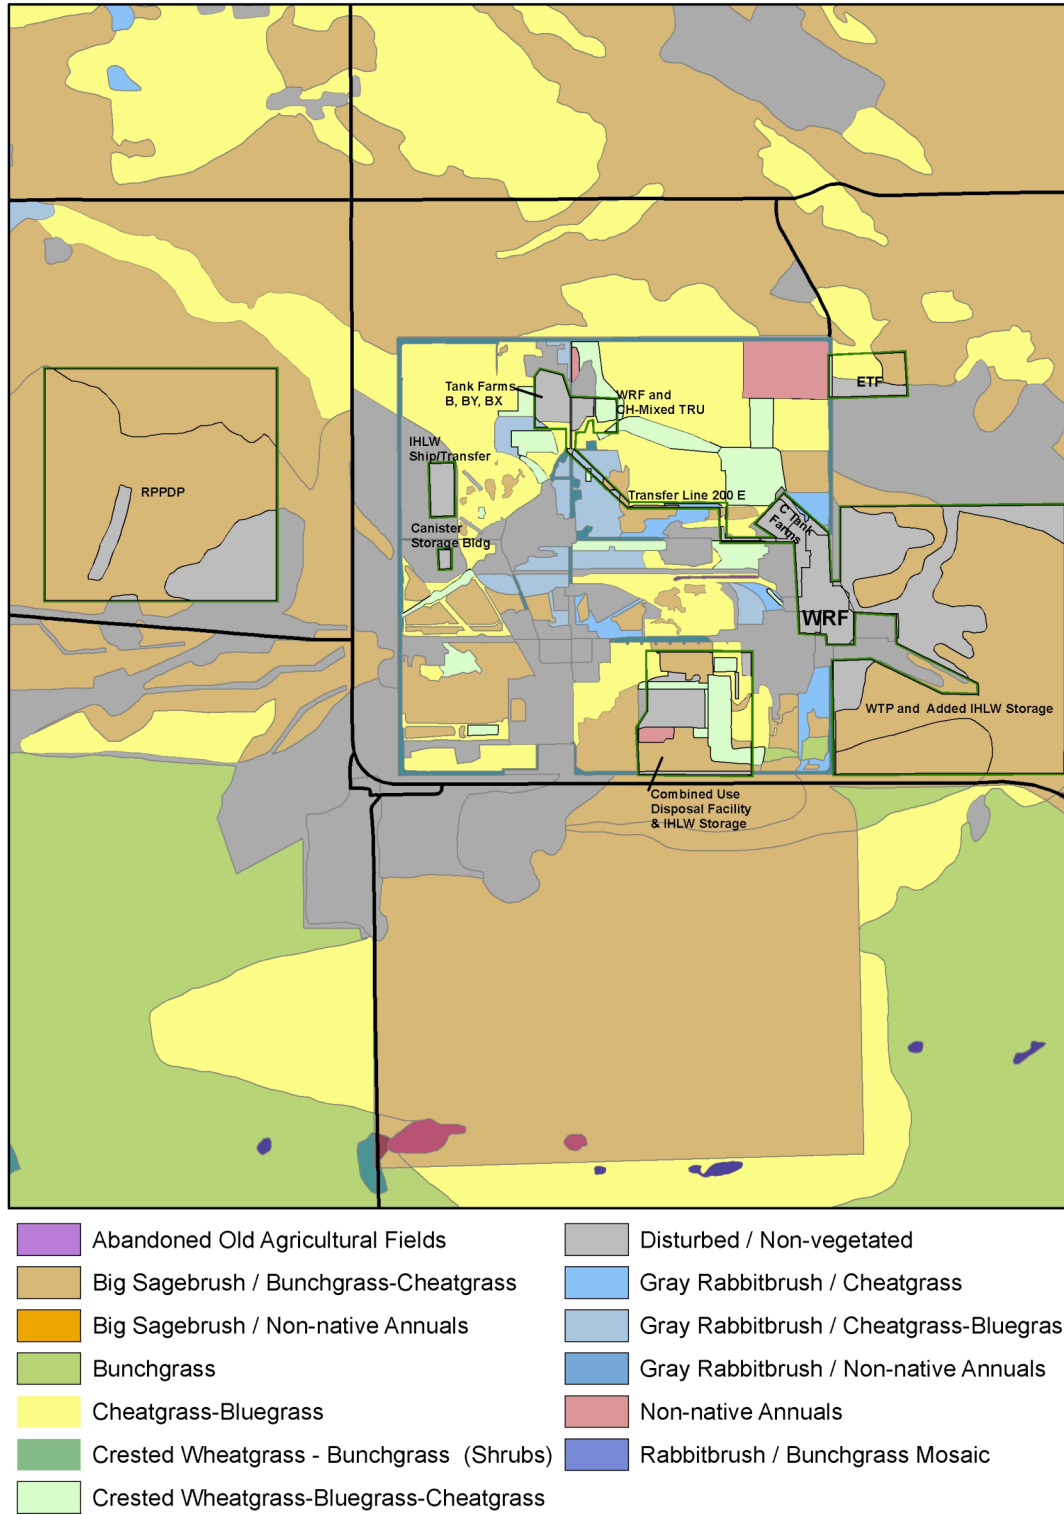 ETF
Tank Farms
B, BY, BX
WRF and
CH-Mixed TRU
IHLW
Ship/Transfer
RPPDP
Transfer Line 200 E
C Tank
Farms
Canister
Storage Bldg
WRF
WTP and Added IHLW Storage
Combined Use
Disposal Facility
& IHLW Storage
Abandoned Old Agricultural Fields
Big Sagebrush / Bunchgrass-Cheatgrass
Big Sagebrush / Non-native Annuals
Bunchgrass
Cheatgrass-Bluegrass
Crested Wheatgrass - Bunchgrass (Shrubs)
Crested Wheatgrass-Bluegrass-Cheatgrass
Disturbed / Non-vegetated
Gray Rabbitbrush / Cheatgrass
Gray Rabbitbrush / Cheatgrass-Bluegras
Gray Rabbitbrush / Non-native Annuals
Non-native Annuals
Rabbitbrush / Bunchgrass Mosaic